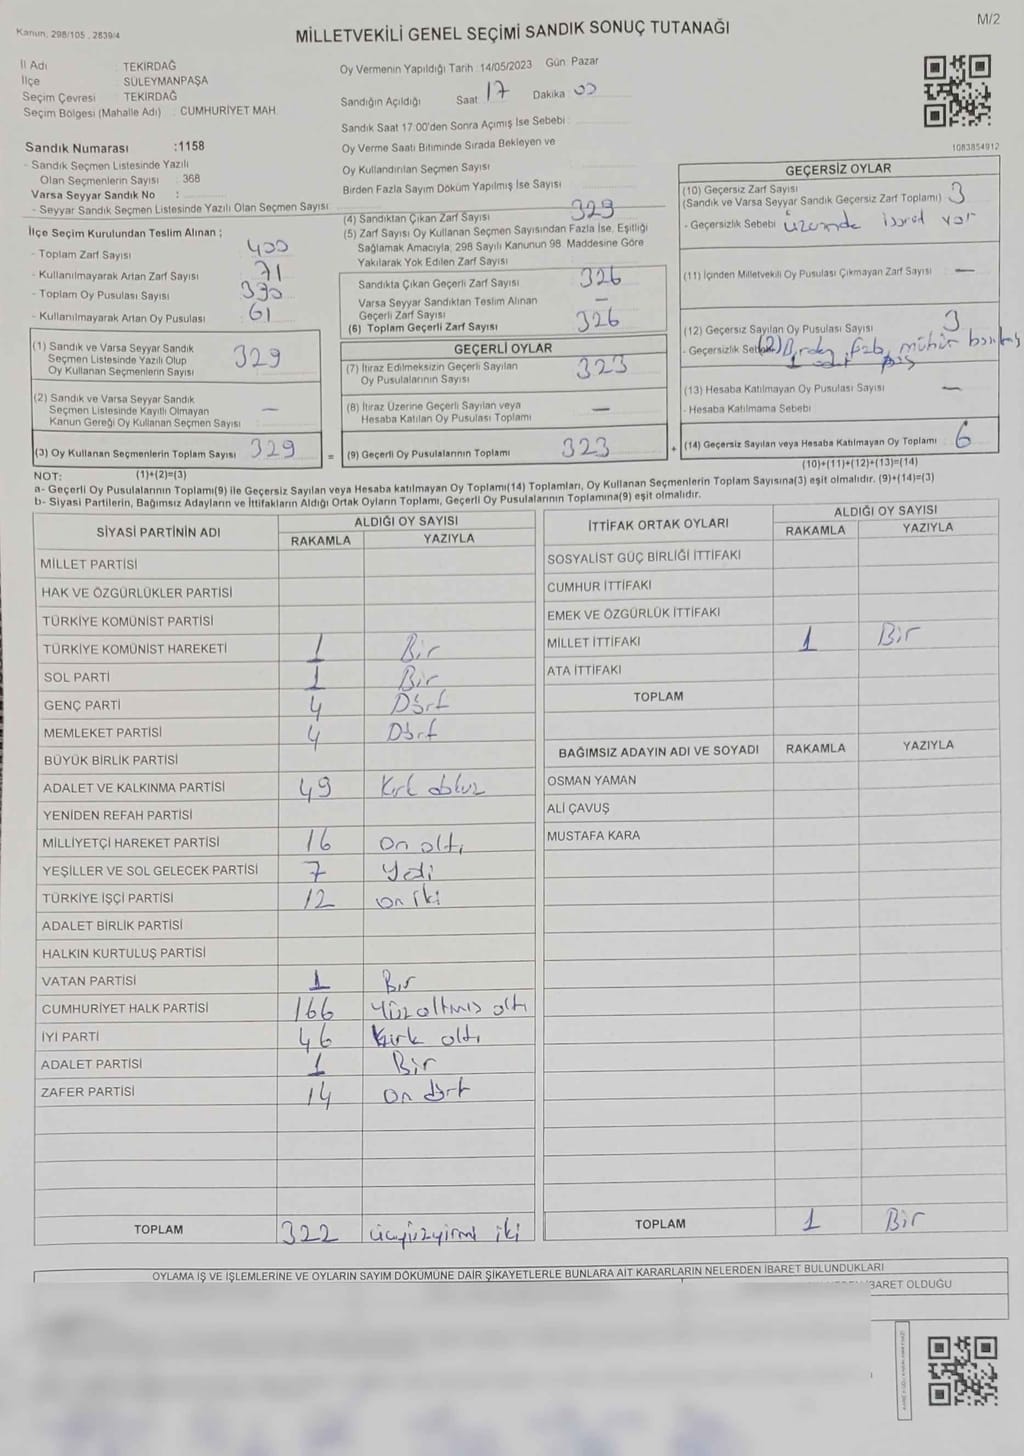 Kanun: 298/105, 2839/4
MİLLETVEKİLİ GENEL SEÇİMİ SANDIK SONUÇ TUTANAĞI
M/2
İl Adı : TEKİRDAĞ
İlçe : SÜLEYMANPAŞA
Seçim Çevresi : TEKİRDAĞ
Seçim Bölgesi (Mahalle Adı) : CUMHURİYET MAH.
Sandık Numarası :1158
- Sandık Seçmen Listesinde Yazılı
Olan Seçmenlerin Sayısı : 368
Varsa Seyyar Sandık No :
- Seyyar Sandık Seçmen Listesinde Yazılı Olan Seçmen Sayısı :
İlçe Seçim Kurulundan Teslim Alınan ;
- Toplam Zarf Sayısı : 400
- Kullanılmayarak Artan Zarf Sayısı : 71
- Toplam Oy Pusulası Sayısı : 390
- Kullanılmayarak Artan Oy Pusulası : 61
Oy Vermenin Yapıldığı Tarih :14/05/2023 Gün: Pazar
Sandığın Açıldığı Saat 17 Dakika :00
Sandık Saat 17:00'den Sonra Açımış İse Sebebi :
Oy Verme Saati Bitiminde Sırada Bekleyen ve
Oy Kullandırılan Seçmen Sayısı :
Birden Fazla Sayım Döküm Yapılmış İse Sayısı :
(4) Sandıktan Çıkan Zarf Sayısı : 329
(5) Zarf Sayısı Oy Kullanan Seçmen Sayısından Fazla İse, Eşitliği
Sağlamak Amacıyla, 298 Sayılı Kanunun 98. Maddesine Göre
Yakılarak Yok Edilen Zarf Sayısı :
Sandıkta Çıkan Geçerli Zarf Sayısı : 326
Varsa Seyyar Sandıktan Teslim Alınan
Geçerli Zarf Sayısı : —
(6) Toplam Geçerli Zarf Sayısı : 326
1083854912
GEÇERSİZ OYLAR
(10) Geçersiz Zarf Sayısı
(Sandık ve Varsa Seyyar Sandık Geçersiz Zarf Toplamı) : 3
- Geçersizlik Sebebi : üzerinde işaret var
(11) İçinden Milletvekili Oy Pusulası Çıkmayan Zarf Sayısı : —
(12) Geçersiz Sayılan Oy Pusulası Sayısı : 3
- Geçersizlik (2) mühür
(13) Hesaba Katılmayan Oy Pusulası Sayısı : —
- Hesaba Katılmama Sebebi
(14) Geçersiz Sayılan veya Hesaba Katılmayan Oy Toplamı : 6
(10)+(11)+(12)+(13)=(14)
(1) Sandık ve Varsa Seyyar Sandık
Seçmen Listesinde Yazılı Olup
Oy Kullanan Seçmenlerin Sayısı : 329
(2) Sandık ve Varsa Seyyar Sandık
Seçmen Listesinde Kayıtlı Olmayan
Kanun Gereği Oy Kullanan Seçmen Sayısı : —
(3) Oy Kullanan Seçmenlerin Toplam Sayısı : 329 =
(1)+(2)=(3)
GEÇERLİ OYLAR
(7) İtiraz Edilmeksizin Geçerli Sayılan
Oy Pusulalarının Sayısı : 323
(8) İtiraz Üzerine Geçerli Sayılan veya
Hesaba Katılan Oy Pusulası Toplamı : —
(9) Geçerli Oy Pusulalarının Toplamı : 323 +
NOT:
a- Geçerli Oy Pusulalarının Toplamı(9) ile Geçersiz Sayılan veya Hesaba katılmayan Oy Toplamı(14) Toplamları, Oy Kullanan Seçmenlerin Toplam Sayısına(3) eşit olmalıdır. (9)+(14)=(3)
b- Siyasi Partilerin, Bağımsız Adayların ve İttifakların Aldığı Ortak Oyların Toplamı, Geçerli Oy Pusulalarının Toplamına(9) eşit olmalıdır.
SİYASİ PARTİNİN ADI
ALDIĞI OY SAYISI
RAKAMLA YAZIYLA
MİLLET PARTİSİ
HAK VE ÖZGÜRLÜKLER PARTİSİ
TÜRKİYE KOMÜNİST PARTİSİ
TÜRKİYE KOMÜNİST HAREKETİ 1 Bir
SOL PARTİ 1 Bir
GENÇ PARTİ 4 Dört
MEMLEKET PARTİSİ 4 Dört
BÜYÜK BİRLİK PARTİSİ
ADALET VE KALKINMA PARTİSİ 49 Kırk dokuz
YENİDEN REFAH PARTİSİ
MİLLİYETÇİ HAREKET PARTİSİ 16 On altı
YEŞİLLER VE SOL GELECEK PARTİSİ 7 Yedi
TÜRKİYE İŞÇİ PARTİSİ 12 on iki
ADALET BİRLİK PARTİSİ
HALKIN KURTULUŞ PARTİSİ
VATAN PARTİSİ 1 Bir
CUMHURİYET HALK PARTİSİ 166 Yüzaltmış altı
İYİ PARTİ 46 kırk altı
ADALET PARTİSİ 1 Bir
ZAFER PARTİSİ 14 On dört
TOPLAM 322 üçyüzyirmi iki
İTTİFAK ORTAK OYLARI
ALDIĞI OY SAYISI
RAKAMLA YAZIYLA
SOSYALİST GÜÇ BİRLİĞİ İTTİFAKI
CUMHUR İTTİFAKI
EMEK VE ÖZGÜRLÜK İTTİFAKI
MİLLET İTTİFAKI 1 Bir
ATA İTTİFAKI
TOPLAM
BAĞIMSIZ ADAYIN ADI VE SOYADI RAKAMLA YAZIYLA
OSMAN YAMAN
ALİ ÇAVUŞ
MUSTAFA KARA
TOPLAM 1 Bir
OYLAMA İŞ VE İŞLEMLERİNE VE OYLARIN SAYIM DÖKÜMÜNE DAİR ŞİKAYETLERLE BUNLARA AİT KARARLARIN NELERDEN İBARET BULUNDUKLARI
İBARET OLDUĞU